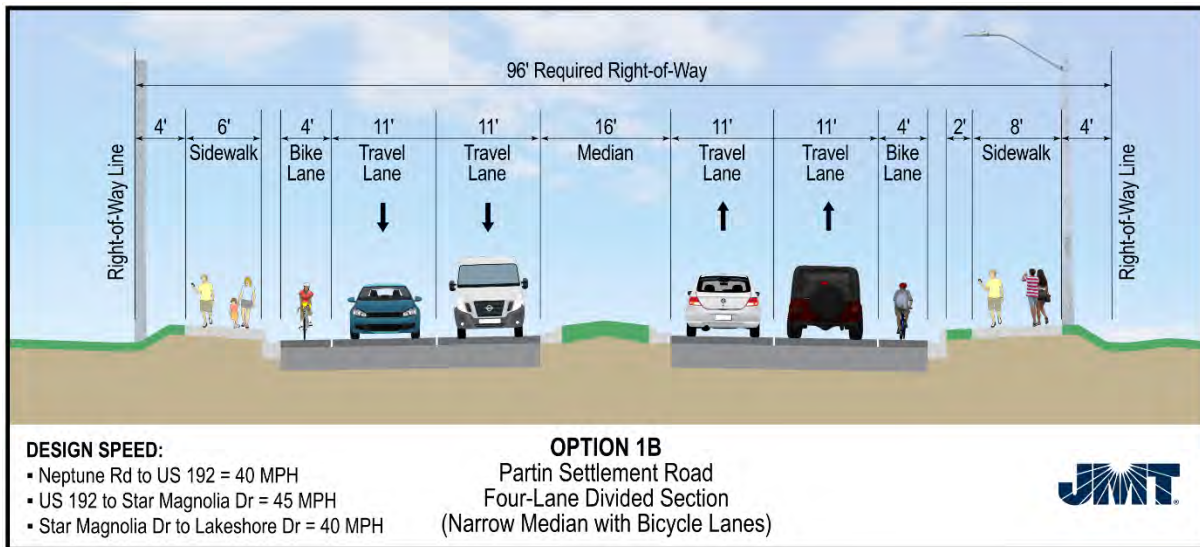 96' Required Right-of-Way
4'
6'
4'
11'
11'
16'
11'
11'
4'
2'
8'
4'
Right-of-Way Line
Sidewalk
Bike
Lane
Travel
Lane
Travel
Lane
Median
Travel
Lane
Travel
Lane
Bike
Lane
Sidewalk
Right-of-Way Line
DESIGN SPEED:
▪ Neptune Rd to US 192 = 40 MPH
▪ US 192 to Star Magnolia Dr = 45 MPH
▪ Star Magnolia Dr to Lakeshore Dr = 40 MPH
OPTION 1B
Partin Settlement Road
Four-Lane Divided Section
(Narrow Median with Bicycle Lanes)
JMT